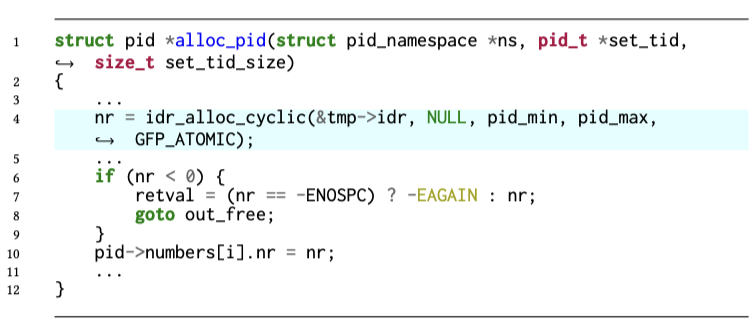 1 struct pid *alloc_pid(struct pid_namespace *ns, pid_t *set_tid,
↪ size_t set_tid_size)
2 {
3 ...
4 nr = idr_alloc_cyclic(&tmp->idr, NULL, pid_min, pid_max,
↪ GFP_ATOMIC);
5 ...
6 if (nr < 0) {
7 retval = (nr == -ENOSPC) ? -EAGAIN : nr;
8 goto out_free;
9 }
10 pid->numbers[i].nr = nr;
11 ...
12 }